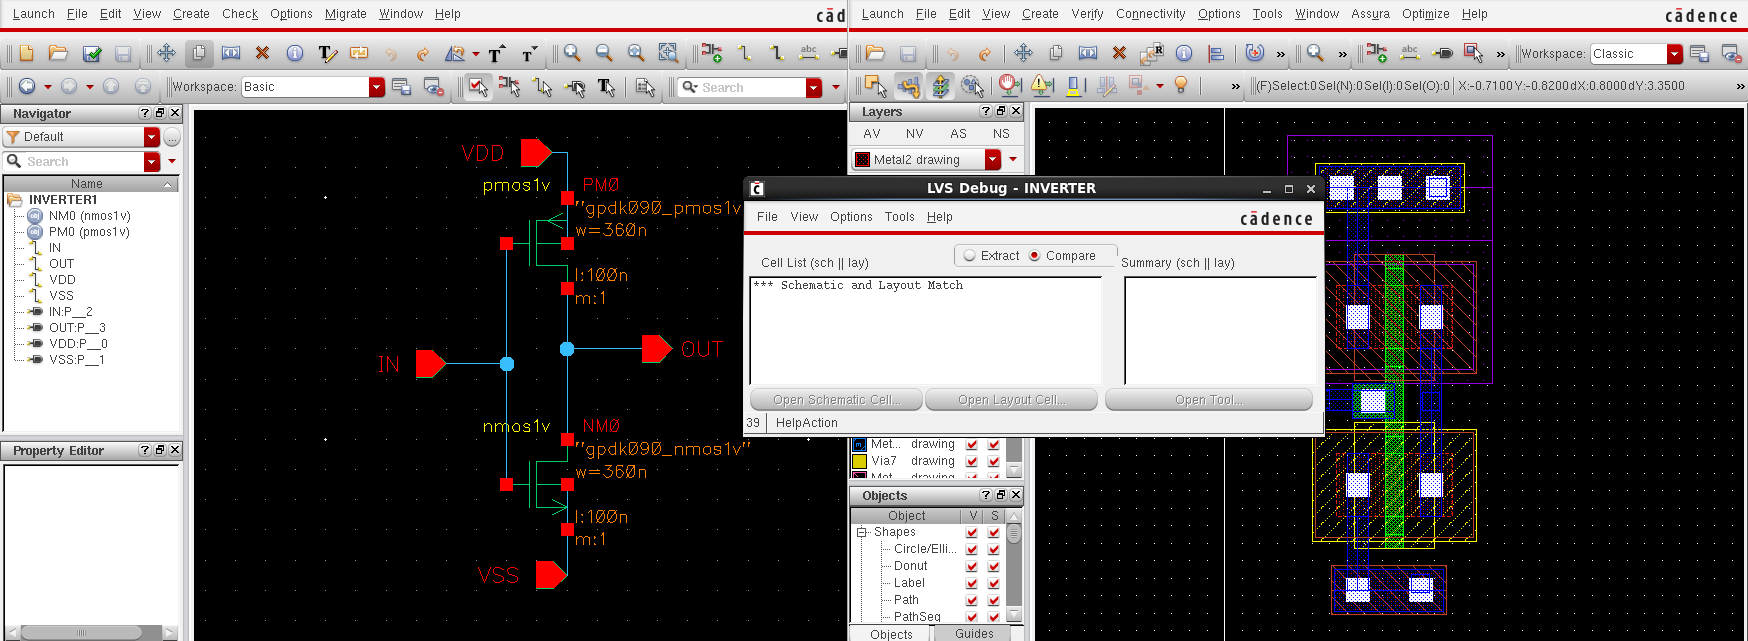 Launch File Edit View Create Check Options Migrate Window Help
Launch File Edit View Create Verify Connectivity Options Tools Window Assura Optimize Help cādence
abc
Workspace: Classic
Workspace: Basic
Search
(F)Select:0 Sel(N):0 Sel(I):0 Sel(O):0 X:-0.7100 Y:-0.8200 dX:0.8000 dY:3.3500
Navigator
Default
Search
Name
INVERTER1
NM0 (nmos1v)
PM0 (pmos1v)
IN
OUT
VDD
VSS
IN:P__2
OUT:P__3
VDD:P__0
VSS:P__1
Property Editor
VDD
pmos1v
PM0
"gpdk090_pmos1v
w=360n
l:100n
m:1
IN
OUT
nmos1v
NM0
"gpdk090_nmos1v"
w=360n
l:100n
m:1
VSS
Layers
AV NV AS NS
Metal2 drawing
LVS Debug - INVERTER
File View Options Tools Help
cādence
Extract Compare
Cell List (sch || lay)
Summary (sch || lay)
*** Schematic and Layout Match
Open Schematic Cell... Open Layout Cell... Open Tool...
39 HelpAction
Met... drawing
Via7 drawing
Objects
Object V S
Shapes
Circle/Elli...
Donut
Label
Path
PathSeg
Objects Guides